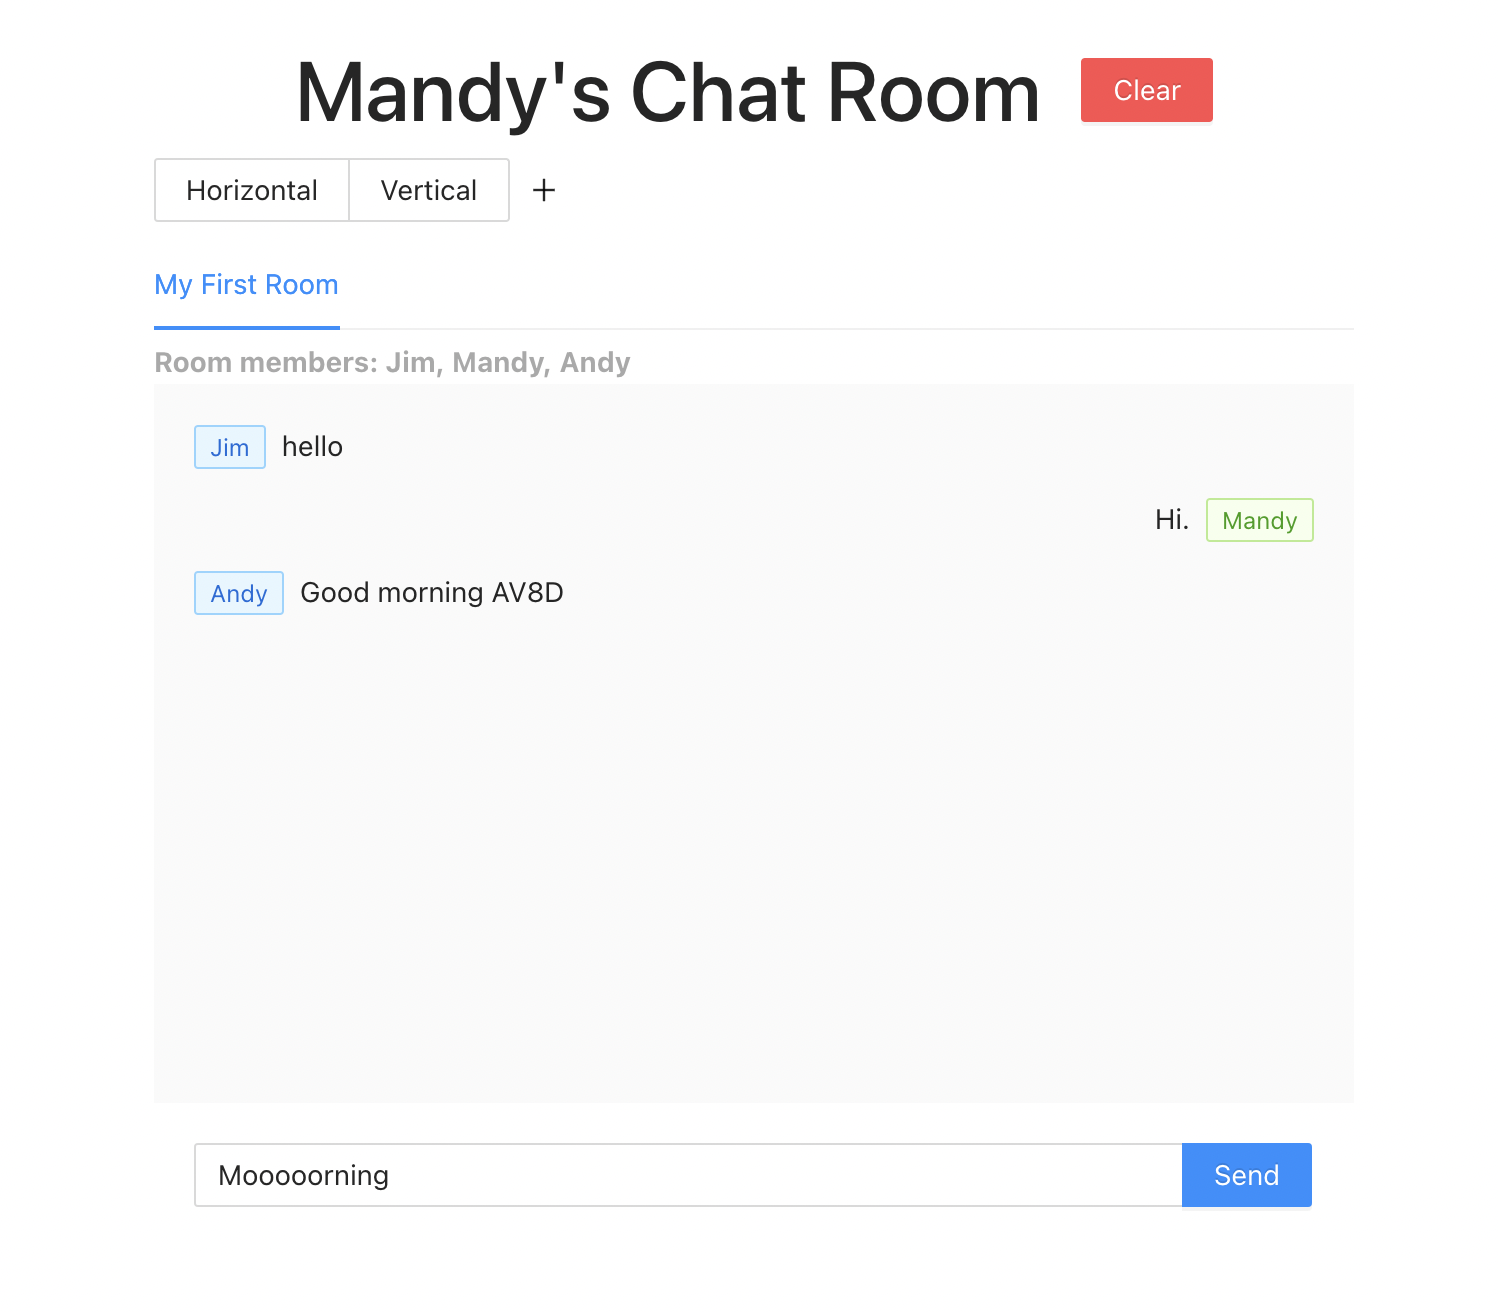 Mandy's Chat Room Clear
Horizontal Vertical +
My First Room
Room members: Jim, Mandy, Andy
Jim hello
Hi. Mandy
Andy Good morning AV8D
Mooooorning Send